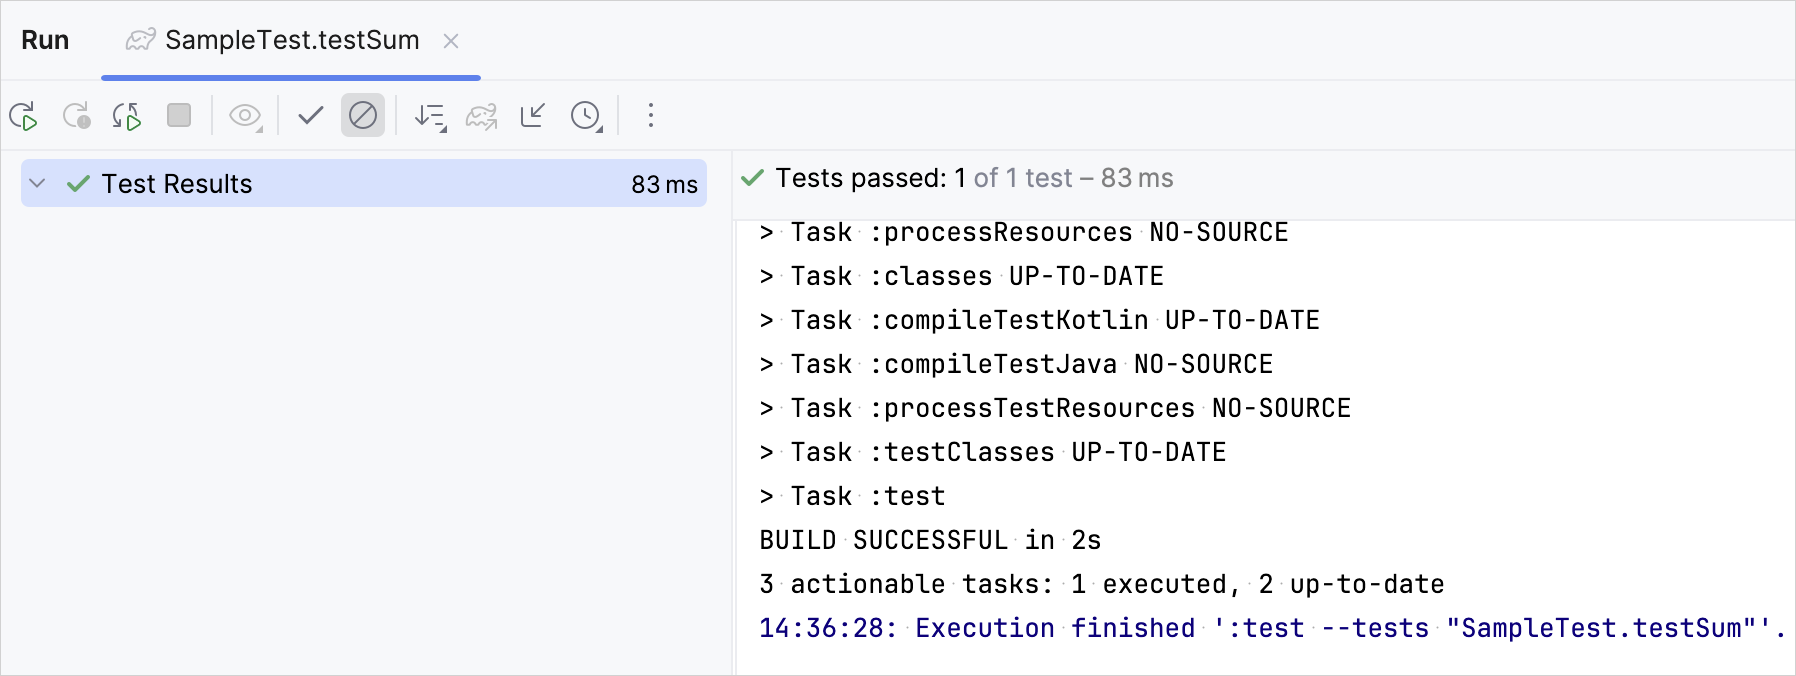 Run SampleTest.testSum
Test Results 83 ms
Tests passed: 1 of 1 test – 83 ms
> Task :processResources NO-SOURCE
> Task :classes UP-TO-DATE
> Task :compileTestKotlin UP-TO-DATE
> Task :compileTestJava NO-SOURCE
> Task :processTestResources NO-SOURCE
> Task :testClasses UP-TO-DATE
> Task :test
BUILD SUCCESSFUL in 2s
3 actionable tasks: 1 executed, 2 up-to-date
14:36:28: Execution finished ':test --tests "SampleTest.testSum"'.